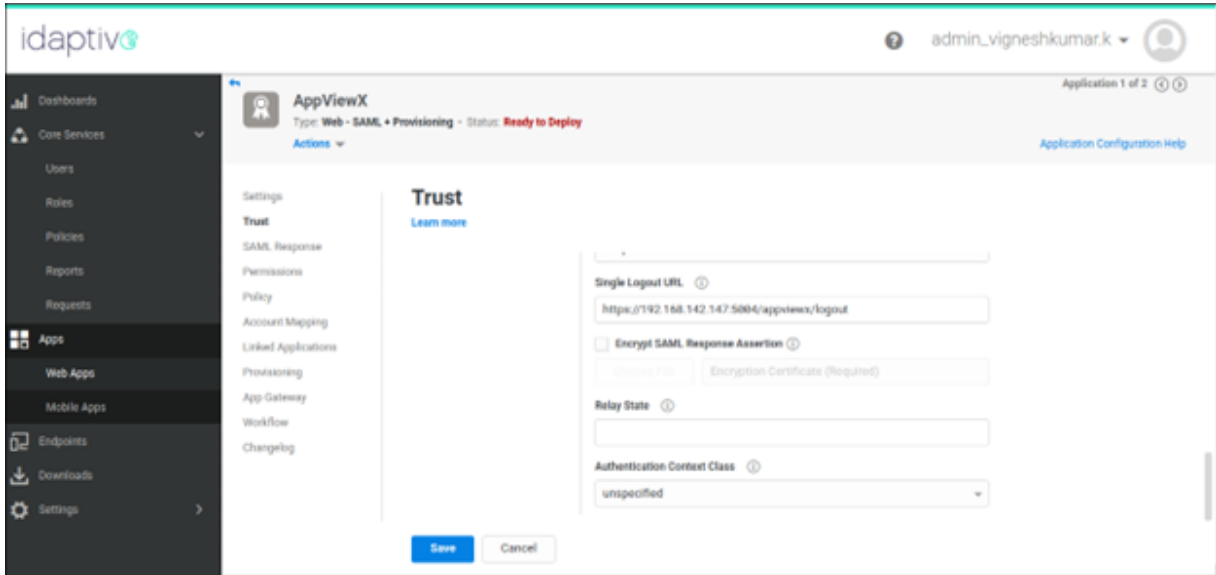 idaptive
admin_vigneshkumar.k
Dashboards
Core Services
Users
Roles
Policies
Reports
Requests
Apps
Web Apps
Mobile Apps
Endpoints
Downloads
Settings
Application 1 of 2
AppViewX
Type: Web - SAML + Provisioning - Status: Ready to Deploy
Actions
Application Configuration Help
Settings
Trust
SAML Response
Permissions
Policy
Account Mapping
Linked Applications
Provisioning
App Gateway
Workflow
Changelog
Trust
Learn more
Single Logout URL
https://192.168.142.147:5004/appviewx/logout
Encrypt SAML Response Assertion
Encryption Certificate (Required)
Relay State
Authentication Context Class
unspecified
Save
Cancel